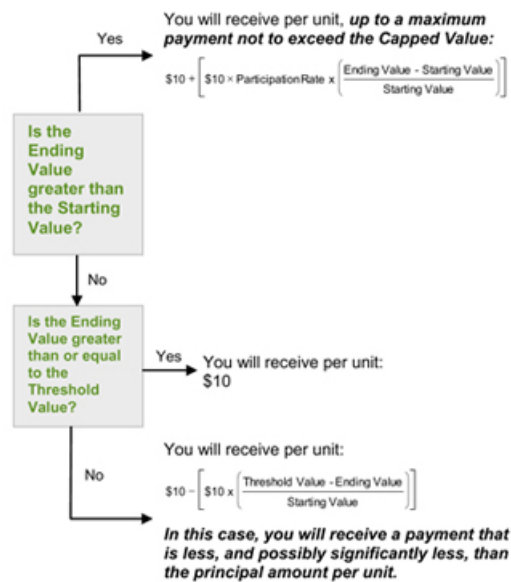 You will receive per unit, up to a maximum
payment not to exceed the Capped Value:
Yes
$10 + [ $10 × Participation Rate x ( Ending Value - Starting Value / Starting Value ) ]
Is the
Ending
Value
greater than
the Starting
Value?
No
Is the Ending
Value greater
than or equal
to the
Threshold
Value?
Yes
You will receive per unit:
$10
No
You will receive per unit:
$10 − [ $10 x ( Threshold Value - Ending Value / Starting Value ) ]
In this case, you will receive a payment that
is less, and possibly significantly less, than
the principal amount per unit.